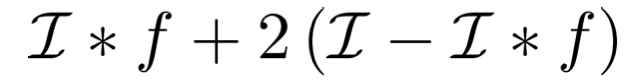 ℐ ∗ f + 2 (ℐ − ℐ ∗ f)